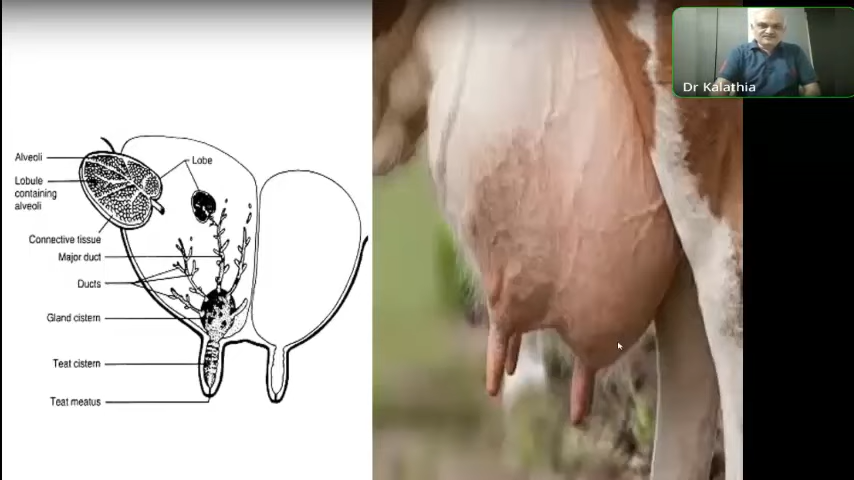 Alveoli
Lobe
Lobule
containing
alveoli
Connective tissue
Major duct
Ducts
Gland cistern
Teat cistern
Teat meatus
Dr Kalathia